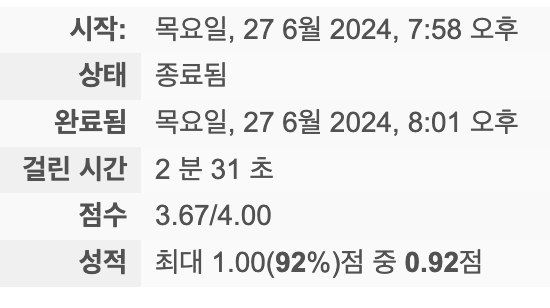 시작: 목요일, 27 6월 2024, 7:58 오후
상태 종료됨
완료됨 목요일, 27 6월 2024, 8:01 오후
걸린 시간 2 분 31 초
점수 3.67/4.00
성적 최대 1.00(92%)점 중 0.92점